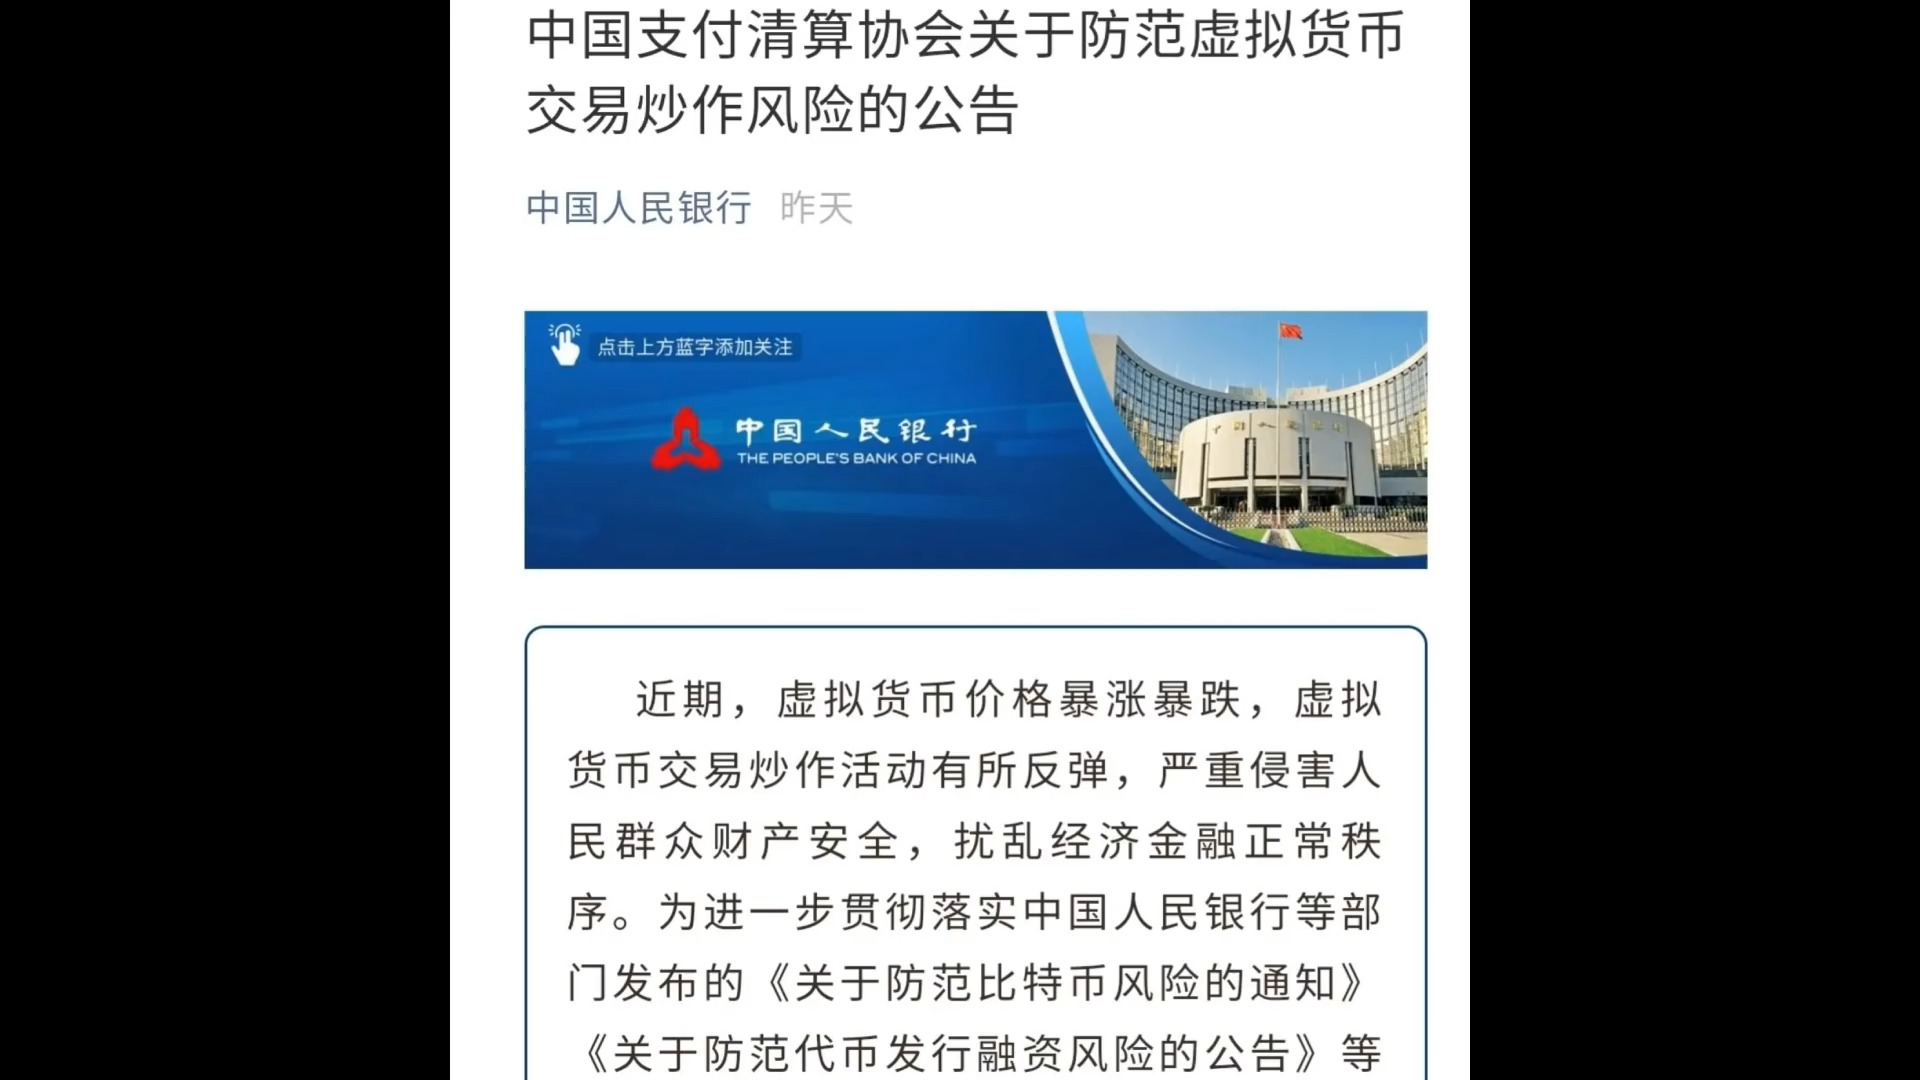 中国支付清算协会关于防范虚拟货币
交易炒作风险的公告
中国人民银行 昨天
点击上方蓝字添加关注
中国人民银行
THE PEOPLE'S BANK OF CHINA
中国人民银行
近期，虚拟货币价格暴涨暴跌，虚拟
货币交易炒作活动有所反弹，严重侵害人
民群众财产安全，扰乱经济金融正常秩
序。为进一步贯彻落实中国人民银行等部
门发布的《关于防范比特币风险的通知》
《关于防范代币发行融资风险的公告》等